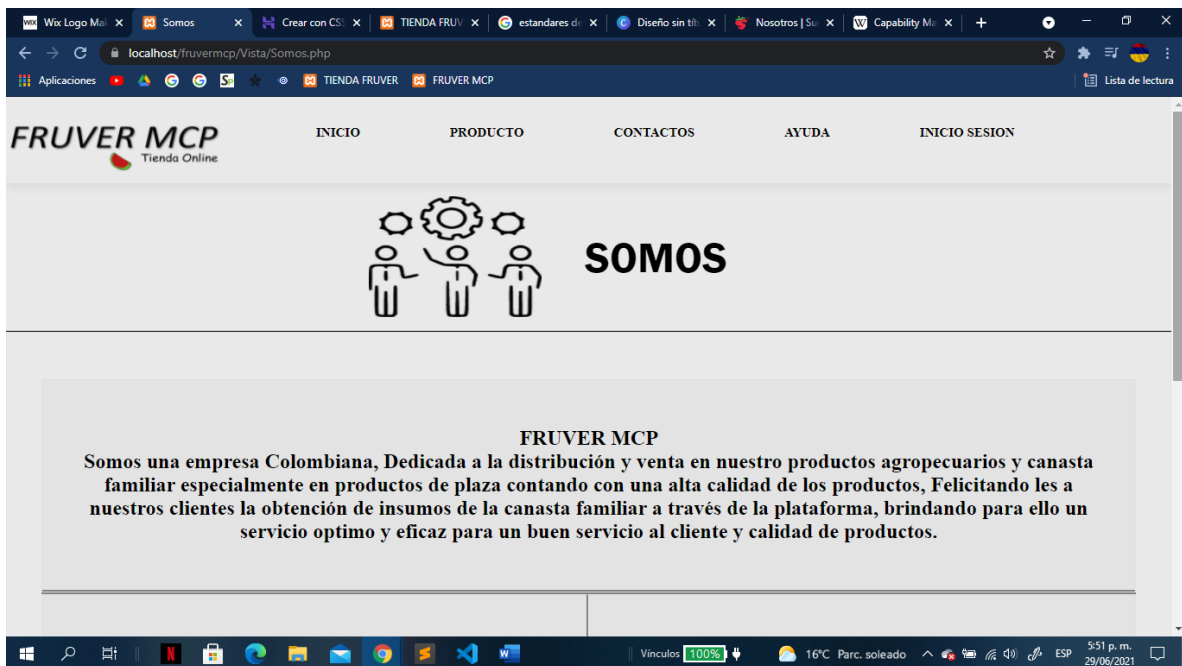 Wix Logo Mal
Somos
Crear con CS
TIENDA FRUV
estandares de
Diseño sin tít
Nosotros | Su
Capability Ma
localhost/fruvermcp/Vista/Somos.php
Aplicaciones
TIENDA FRUVER
FRUVER MCP
Lista de lectura
FRUVER MCP
Tienda Online
INICIO
PRODUCTO
CONTACTOS
AYUDA
INICIO SESION
SOMOS
FRUVER MCP
Somos una empresa Colombiana, Dedicada a la distribución y venta en nuestro productos agropecuarios y canasta
familiar especialmente en productos de plaza contando con una alta calidad de los productos, Felicitando les a
nuestros clientes la obtención de insumos de la canasta familiar a través de la plataforma, brindando para ello un
servicio optimo y eficaz para un buen servicio al cliente y calidad de productos.
Vínculos 100%
16°C Parc. soleado
ESP
5:51 p. m.
29/06/2021